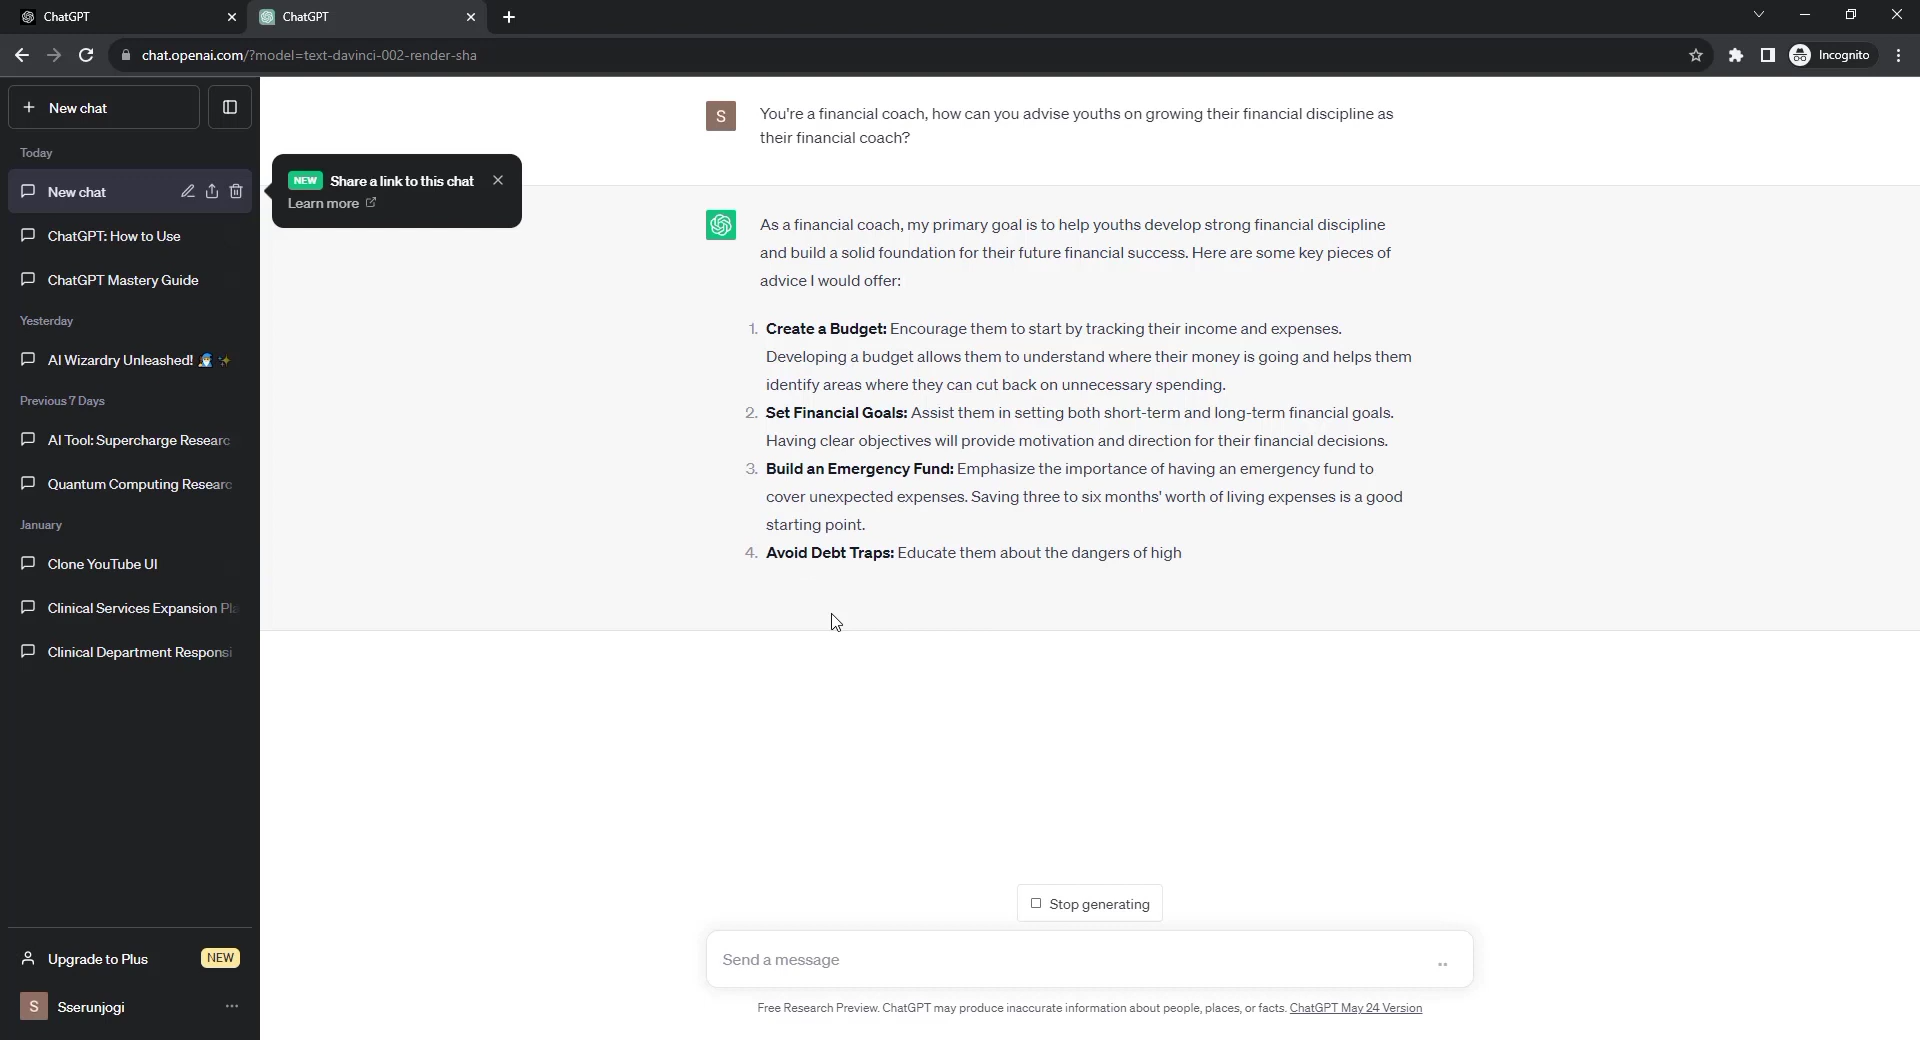 ChatGPT
ChatGPT
chat.openai.com/?model=text-davinci-002-render-sha
Incognito
New chat
Today
New chat
ChatGPT: How to Use
ChatGPT Mastery Guide
Yesterday
AI Wizardry Unleashed! 🧙‍♂️✨
Previous 7 Days
AI Tool: Supercharge Researc
Quantum Computing Researc
January
Clone YouTube UI
Clinical Services Expansion Pla
Clinical Department Responsi
Upgrade to Plus NEW
S Sserunjogi
NEW Share a link to this chat
Learn more
S
You're a financial coach, how can you advise youths on growing their financial discipline as
their financial coach?
As a financial coach, my primary goal is to help youths develop strong financial discipline
and build a solid foundation for their future financial success. Here are some key pieces of
advice I would offer:
1. Create a Budget: Encourage them to start by tracking their income and expenses.
Developing a budget allows them to understand where their money is going and helps them
identify areas where they can cut back on unnecessary spending.
2. Set Financial Goals: Assist them in setting both short-term and long-term financial goals.
Having clear objectives will provide motivation and direction for their financial decisions.
3. Build an Emergency Fund: Emphasize the importance of having an emergency fund to
cover unexpected expenses. Saving three to six months' worth of living expenses is a good
starting point.
4. Avoid Debt Traps: Educate them about the dangers of high
Stop generating
Send a message
Free Research Preview. ChatGPT may produce inaccurate information about people, places, or facts. ChatGPT May 24 Version